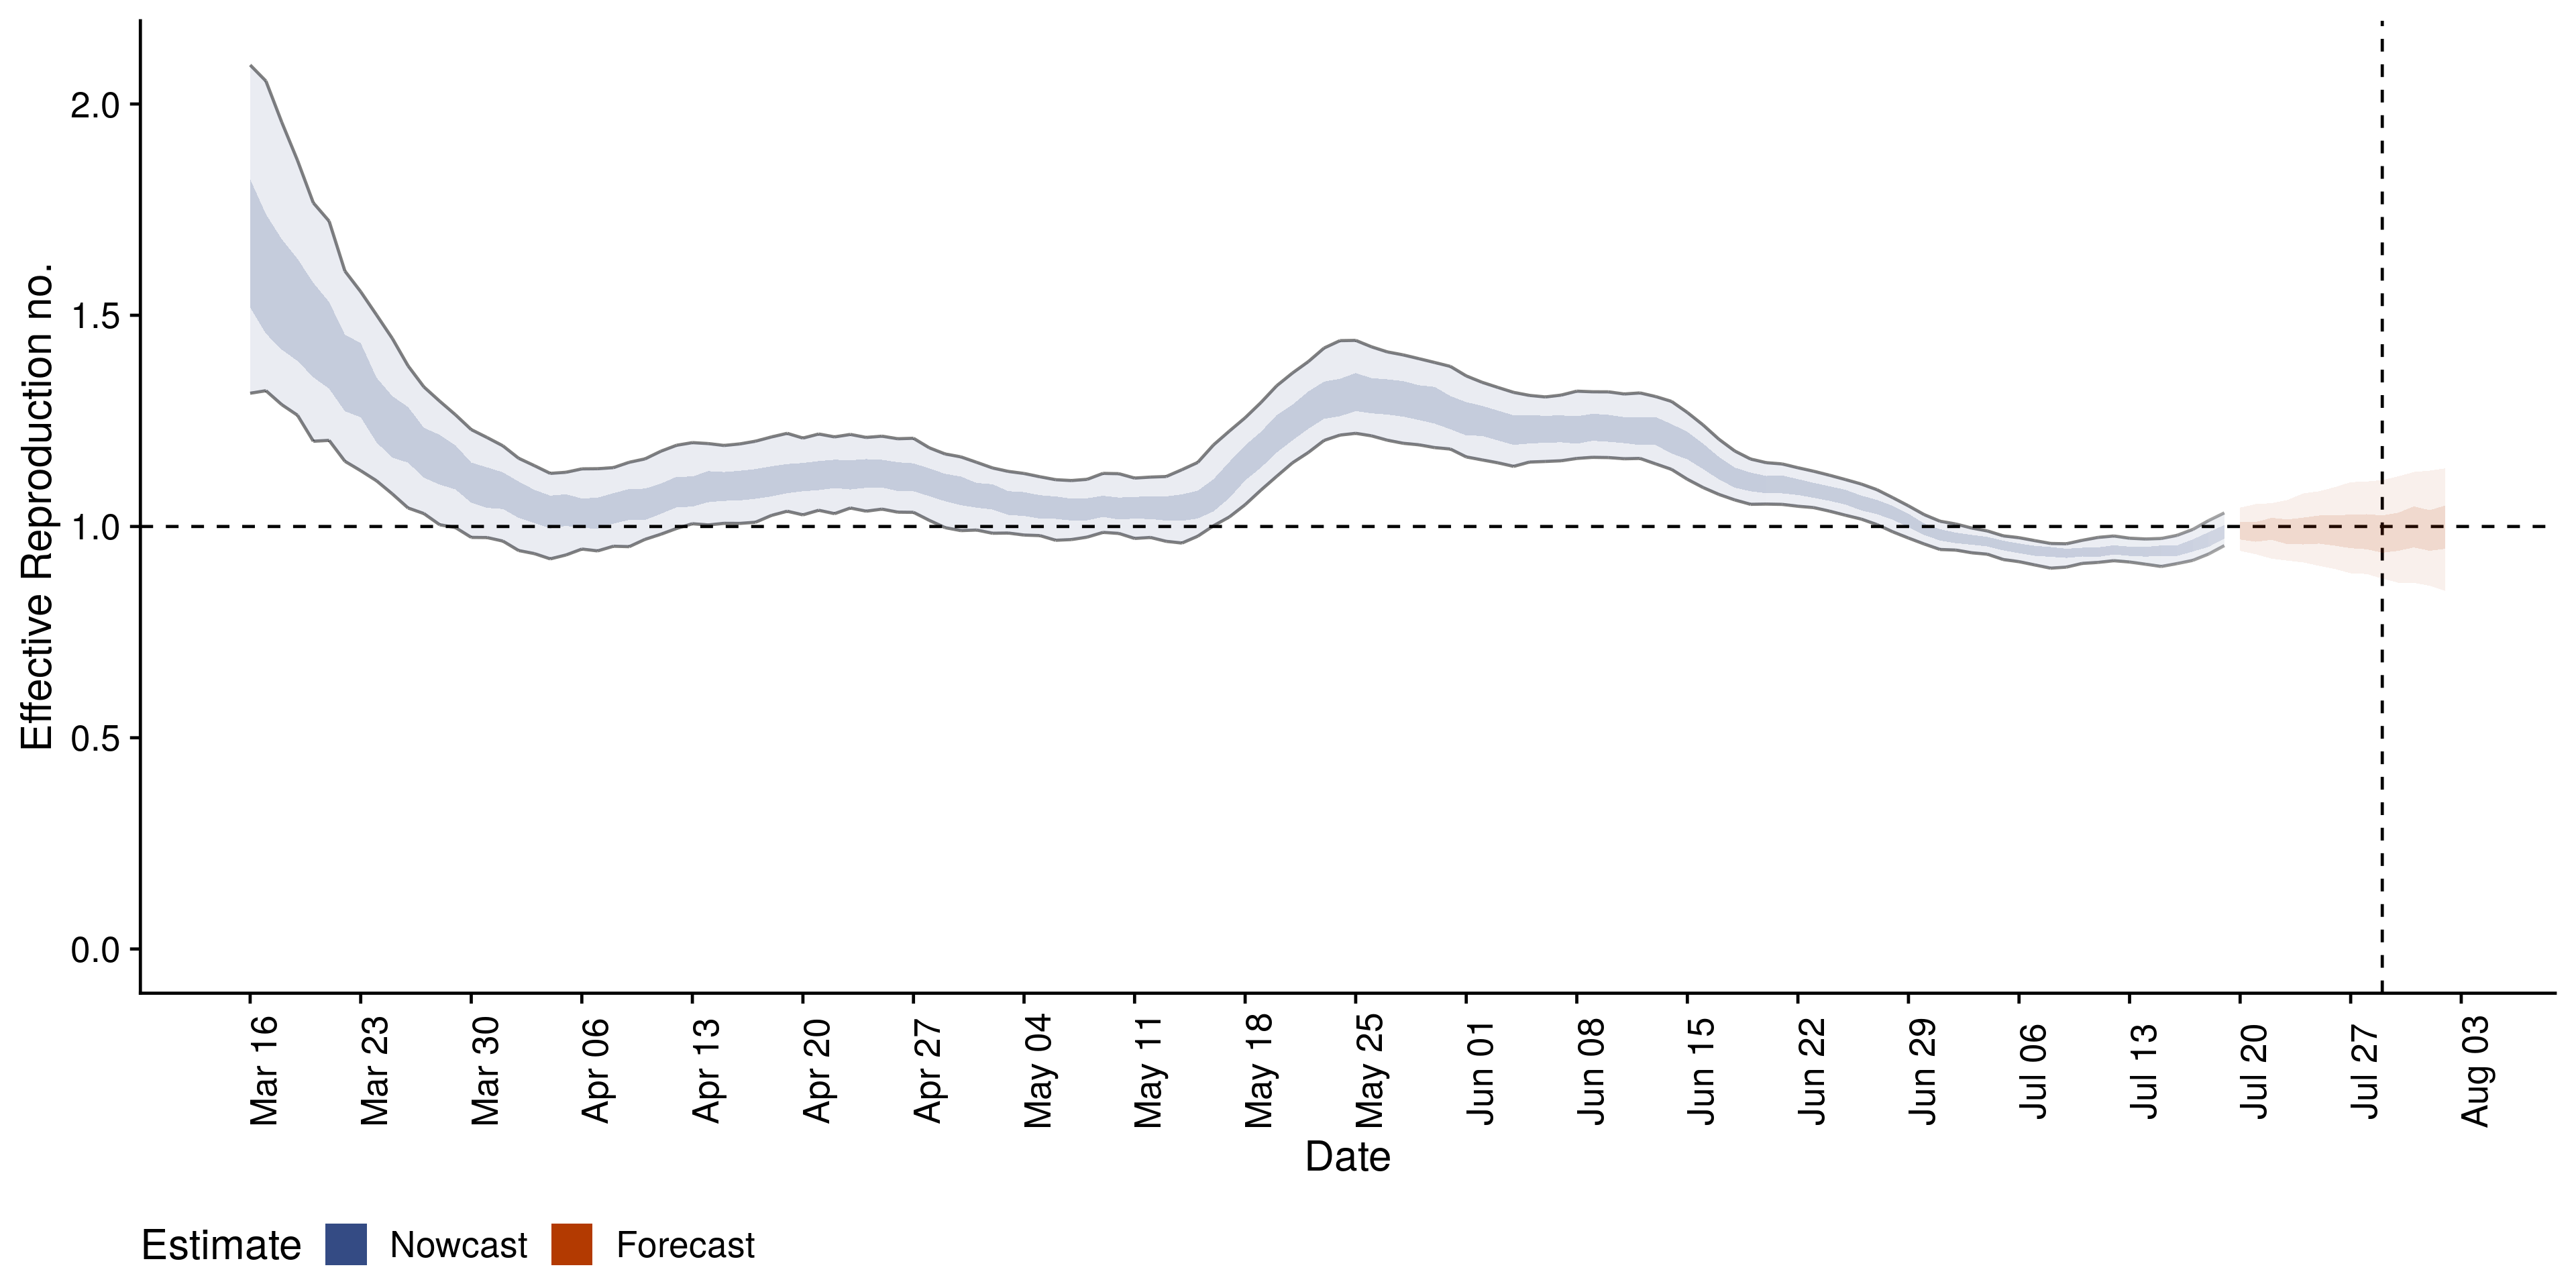 Effective Reproduction no.
2.0
1.5
1.0
0.5
0.0
Mar 16
Mar 23
Mar 30
Apr 06
Apr 13
Apr 20
Apr 27
May 04
May 11
May 18
May 25
Jun 01
Jun 08
Jun 15
Jun 22
Jun 29
Jul 06
Jul 13
Jul 20
Jul 27
Aug 03
Date
Estimate Nowcast Forecast